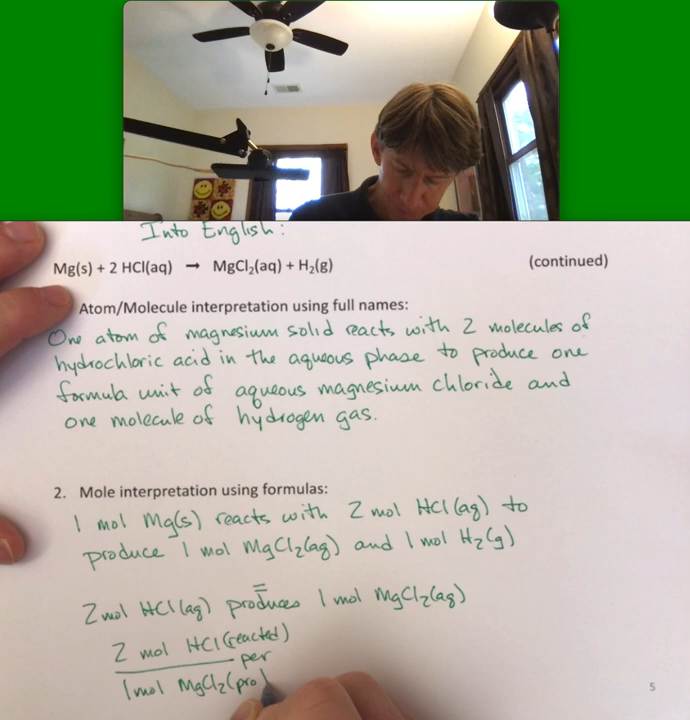 Into English:
Mg(s) + 2 HCl(aq) → MgCl₂(aq) + H₂(g) (continued)
Atom/Molecule interpretation using full names:
One atom of magnesium solid reacts with 2 molecules of
hydrochloric acid in the aqueous phase to produce one
formula unit of aqueous magnesium chloride and
one molecule of hydrogen gas.
2. Mole interpretation using formulas:
1 mol Mg(s) reacts with 2 mol HCl(aq) to
produce 1 mol MgCl₂(aq) and 1 mol H₂(g)
=
2 mol HCl(aq) produces 1 mol MgCl₂(aq)
2 mol HCl(reacted)
per
1 mol MgCl₂(pro
5